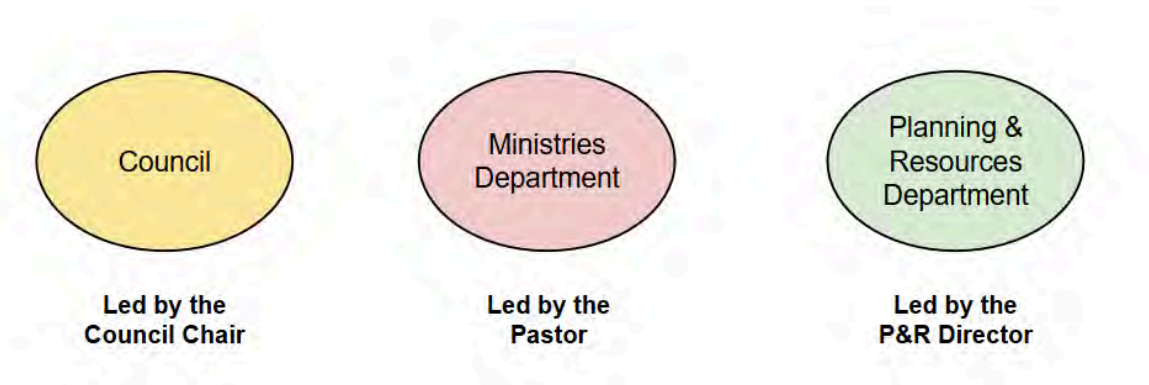 Council
Ministries
Department
Planning &
Resources
Department
Led by the
Council Chair
Led by the
Pastor
Led by the
P&R Director